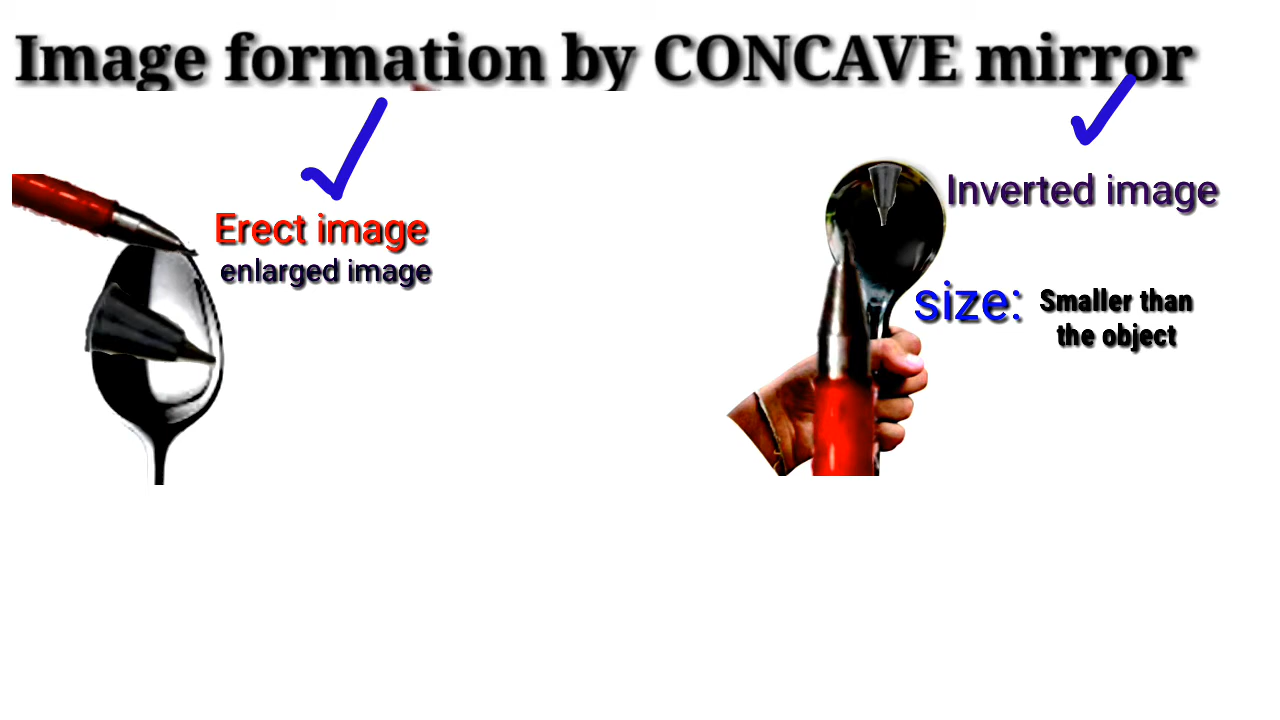 Image formation by CONCAVE mirror
Erect image
enlarged image
Inverted image
size: Smaller than
the object